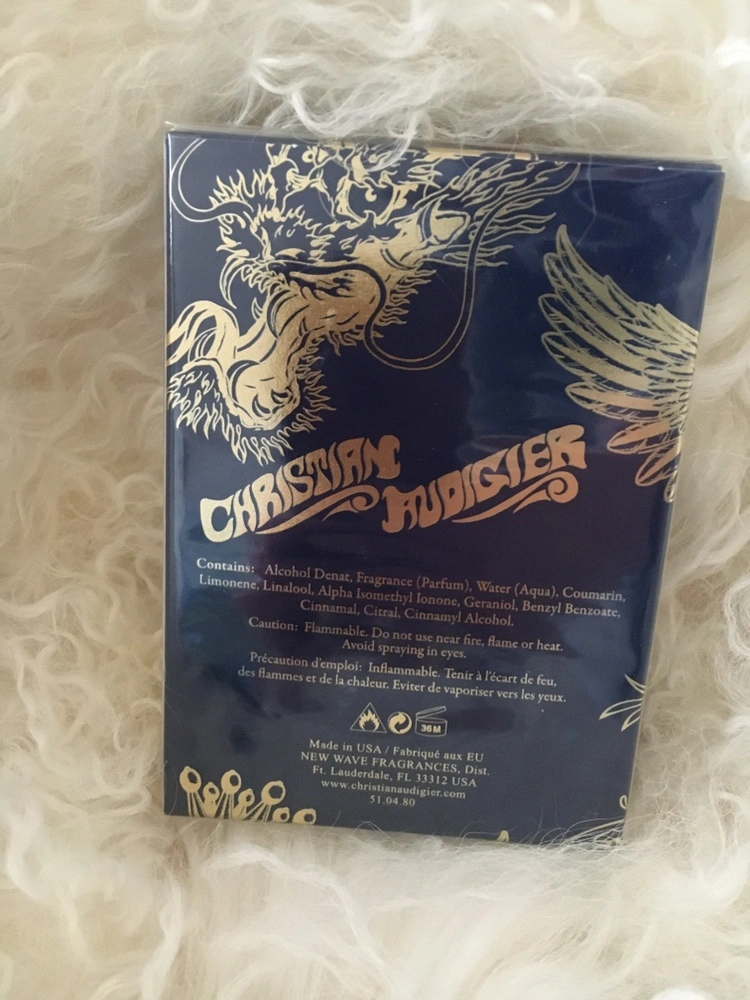 CHRISTIAN AUDIGIER
Contains: Alcohol Denat, Fragrance (Parfum), Water (Aqua), Coumarin,
Limonene, Linalool, Alpha Isomethyl Ionone, Geraniol, Benzyl Benzoate,
Cinnamal, Citral, Cinnamyl Alcohol.
Caution: Flammable. Do not use near fire, flame or heat.
Avoid spraying in eyes.
Précaution d'emploi: Inflammable. Tenir à l'écart de feu,
des flammes et de la chaleur. Eviter de vaporiser vers les yeux.
36M
Made in USA / Fabriqué aux EU
NEW WAVE FRAGRANCES, Dist.
Ft. Lauderdale, FL 33312 USA
www.christianaudigier.com
51.04.80